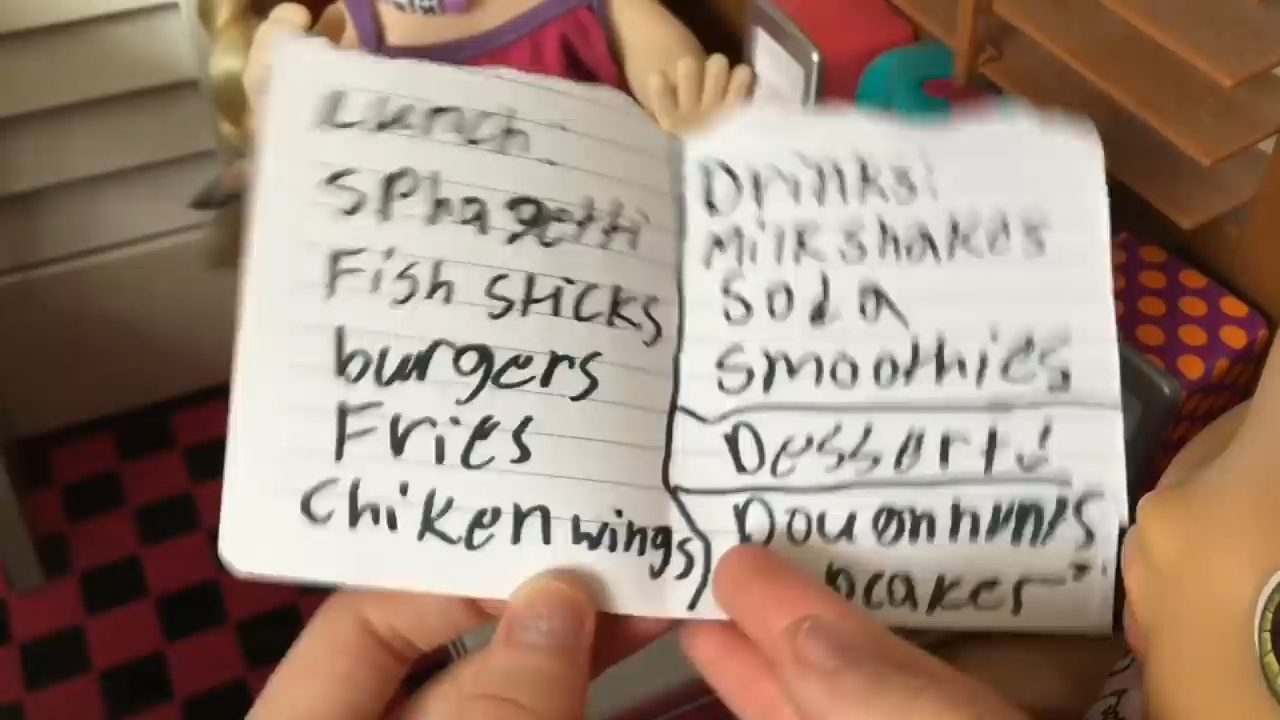 Lunch:
SPhagetti
Fish sticks
burgers
Fries
Chiken wings
Drinks:
Milkshakes
Soda
Smoothies
Dessert